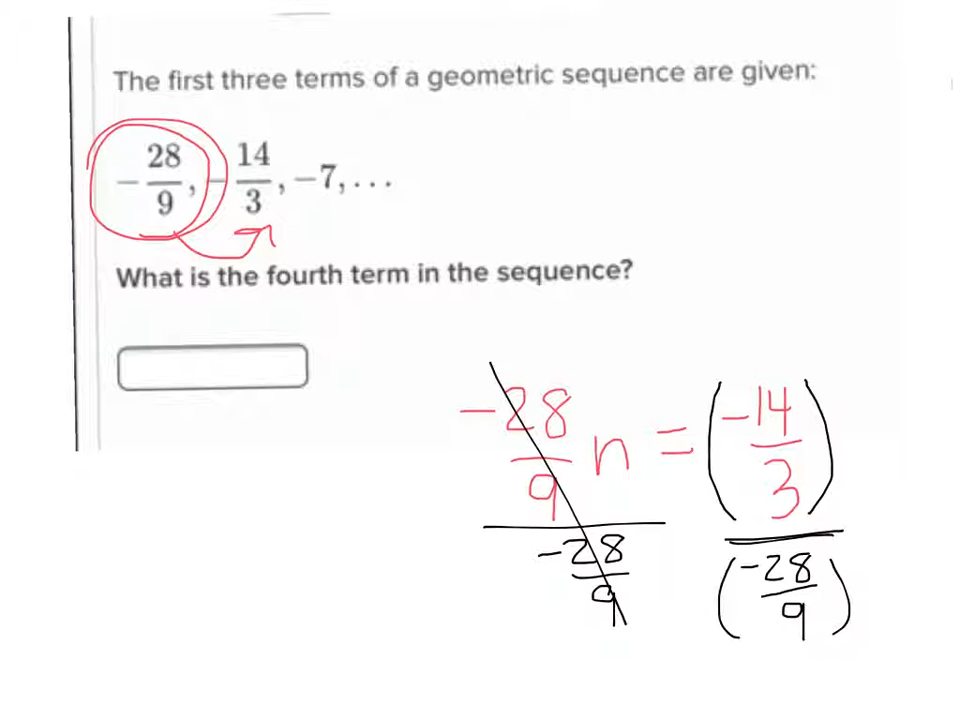 The first three terms of a geometric sequence are given:
-28/9, -14/3, -7, ...
What is the fourth term in the sequence?
-28/9 n = (-14/3)
-28/9 (-28/9)